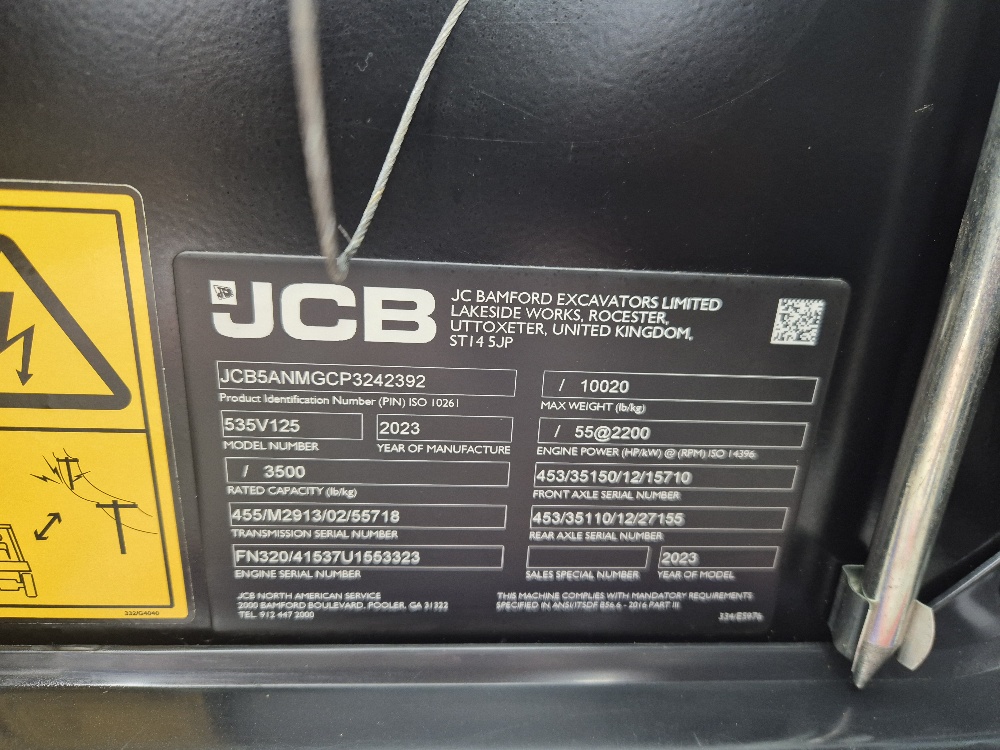 JCB
JC BAMFORD EXCAVATORS LIMITED
LAKESIDE WORKS, ROCESTER,
UTTOXETER, UNITED KINGDOM,
ST14 5JP
JCB5ANMGCP3242392
Product Identification Number (PIN) ISO 10261
535V125
MODEL NUMBER
2023
YEAR OF MANUFACTURE
/ 3500
RATED CAPACITY (lb/kg)
455/M2913/02/55718
TRANSMISSION SERIAL NUMBER
FN320/41537U1553323
ENGINE SERIAL NUMBER
/ 10020
MAX WEIGHT (lb/kg)
/ 55@2200
ENGINE POWER (HP/kW) @ (RPM) ISO 14396
453/35150/12/15710
FRONT AXLE SERIAL NUMBER
453/35110/12/27155
REAR AXLE SERIAL NUMBER
SALES SPECIAL NUMBER
2023
YEAR OF MODEL
JCB NORTH AMERICAN SERVICE
2000 BAMFORD BOULEVARD, POOLER, GA 31322
TEL 912 447 2000
THIS MACHINE COMPLIES WITH MANDATORY REQUIREMENTS
SPECIFIED IN ANSI/ITSDF B56.6 - 2016 PART III
334/E5976
332/G4040